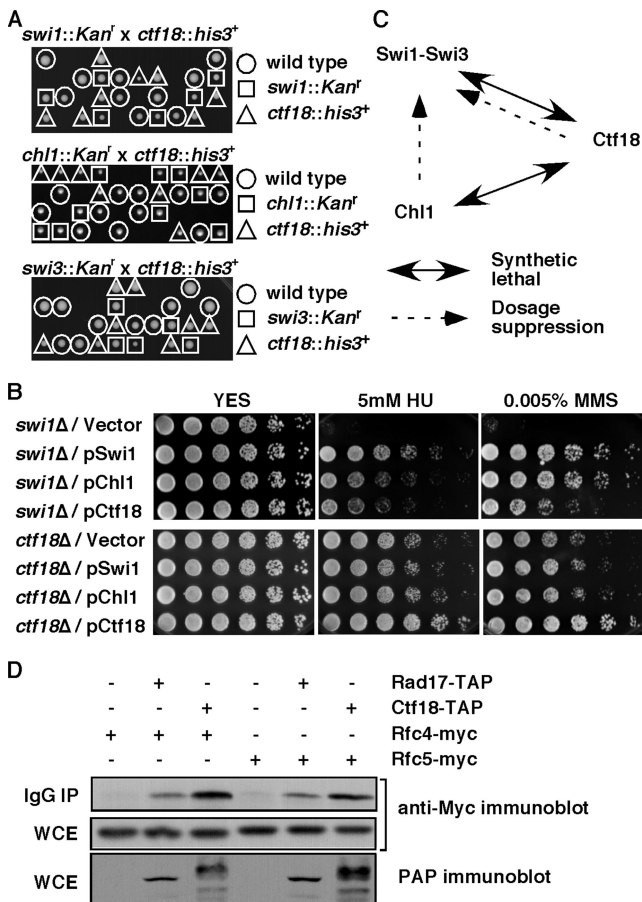 A
swi1::Kanʳ x ctf18::his3⁺
wild type
swi1::Kanʳ
ctf18::his3⁺
chl1::Kanʳ x ctf18::his3⁺
wild type
chl1::Kanʳ
ctf18::his3⁺
swi3::Kanʳ x ctf18::his3⁺
wild type
swi3::Kanʳ
ctf18::his3⁺
C
Swi1-Swi3
Ctf18
Chl1
Synthetic
lethal
Dosage
suppression
B
YES 5mM HU 0.005% MMS
swi1Δ / Vector
swi1Δ / pSwi1
swi1Δ / pChl1
swi1Δ / pCtf18
ctf18Δ / Vector
ctf18Δ / pSwi1
ctf18Δ / pChl1
ctf18Δ / pCtf18
D
- + - - + - Rad17-TAP
- - + - - + Ctf18-TAP
+ + + - - - Rfc4-myc
- - - + + + Rfc5-myc
IgG IP
WCE
anti-Myc immunoblot
WCE
PAP immunoblot